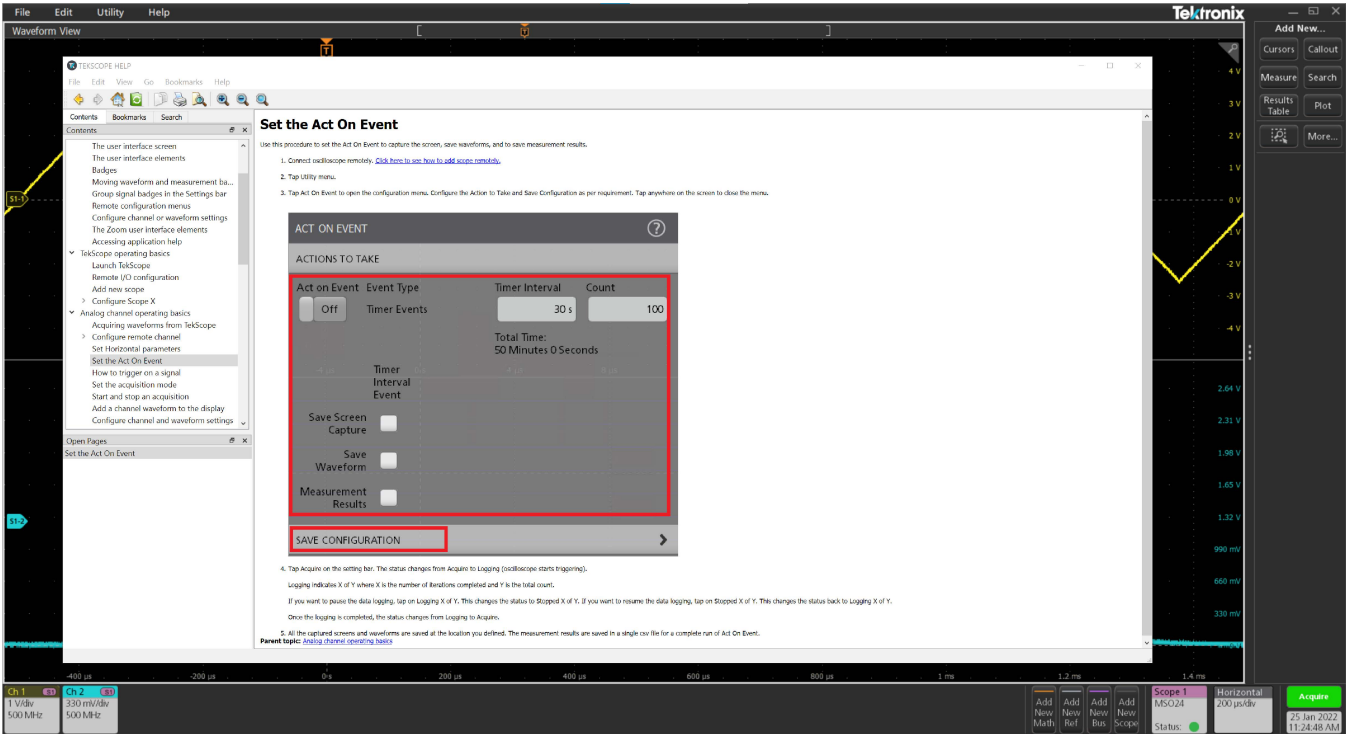 File Edit Utility Help
Tektronix
Waveform View
Add New...
Cursors Callout
Measure Search
Results Table Plot
More...
TEKSCOPE HELP
File Edit View Go Bookmarks Help
Contents Bookmarks Search
Contents
The user interface screen
The user interface elements
Badges
Moving waveform and measurement ba...
Group signal badges in the Settings bar
Remote configuration menus
Configure channel or waveform settings
The Zoom user interface elements
Accessing application help
TekScope operating basics
Launch TekScope
Remote I/O configuration
Add new scope
Configure Scope X
Analog channel operating basics
Acquiring waveforms from TekScope
Configure remote channel
Set Horizontal parameters
Set the Act On Event
How to trigger on a signal
Set the acquisition mode
Start and stop an acquisition
Add a channel waveform to the display
Configure channel and waveform settings
Open Pages
Set the Act On Event
Set the Act On Event
Use this procedure to set the Act On Event to capture the screen, save waveforms, and to save measurement results.
1. Connect oscilloscope remotely. Click here to see how to add scope remotely.
2. Tap Utility menu.
3. Tap Act On Event to open the configuration menu. Configure the Action to Take and Save Configuration as per requirement. Tap anywhere on the screen to close the menu.
ACT ON EVENT
ACTIONS TO TAKE
Act on Event Event Type Timer Interval Count
Off Timer Events 30 s 100
Total Time:
50 Minutes 0 Seconds
Timer
Interval
Event
Save Screen
Capture
Save
Waveform
Measurement
Results
SAVE CONFIGURATION
4. Tap Acquire on the setting bar. The status changes from Acquire to Logging (oscilloscope starts triggering).
Logging indicates X of Y where X is the number of iterations completed and Y is the total count.
If you want to pause the data logging, tap on Logging X of Y. This changes the status to Stopped X of Y. If you want to resume the data logging, tap on Stopped X of Y. This changes the status back to Logging X of Y.
Once the logging is completed, the status changes from Logging to Acquire.
5. All the captured screens and waveforms are saved at the location you defined. The measurement results are saved in a single csv file for a complete run of Act On Event.
Parent topic: Analog channel operating basics
S1-1
S1-2
4 V
3 V
2 V
1 V
0 V
-2 V
-3 V
-4 V
2.64 V
2.31 V
1.98 V
1.65 V
1.32 V
990 mV
660 mV
330 mV
-400 µs -200 µs 0 s 200 µs 400 µs 600 µs 800 µs 1 ms 1.2 ms 1.4 ms
Ch 1 S1
1 V/div
500 MHz
Ch 2 S1
330 mV/div
500 MHz
Add New Math
Add New Ref
Add New Bus
Add New Scope
Scope 1
MSO24
Status:
Horizontal
200 µs/div
Acquire
25 Jan 2022
11:24:48 AM